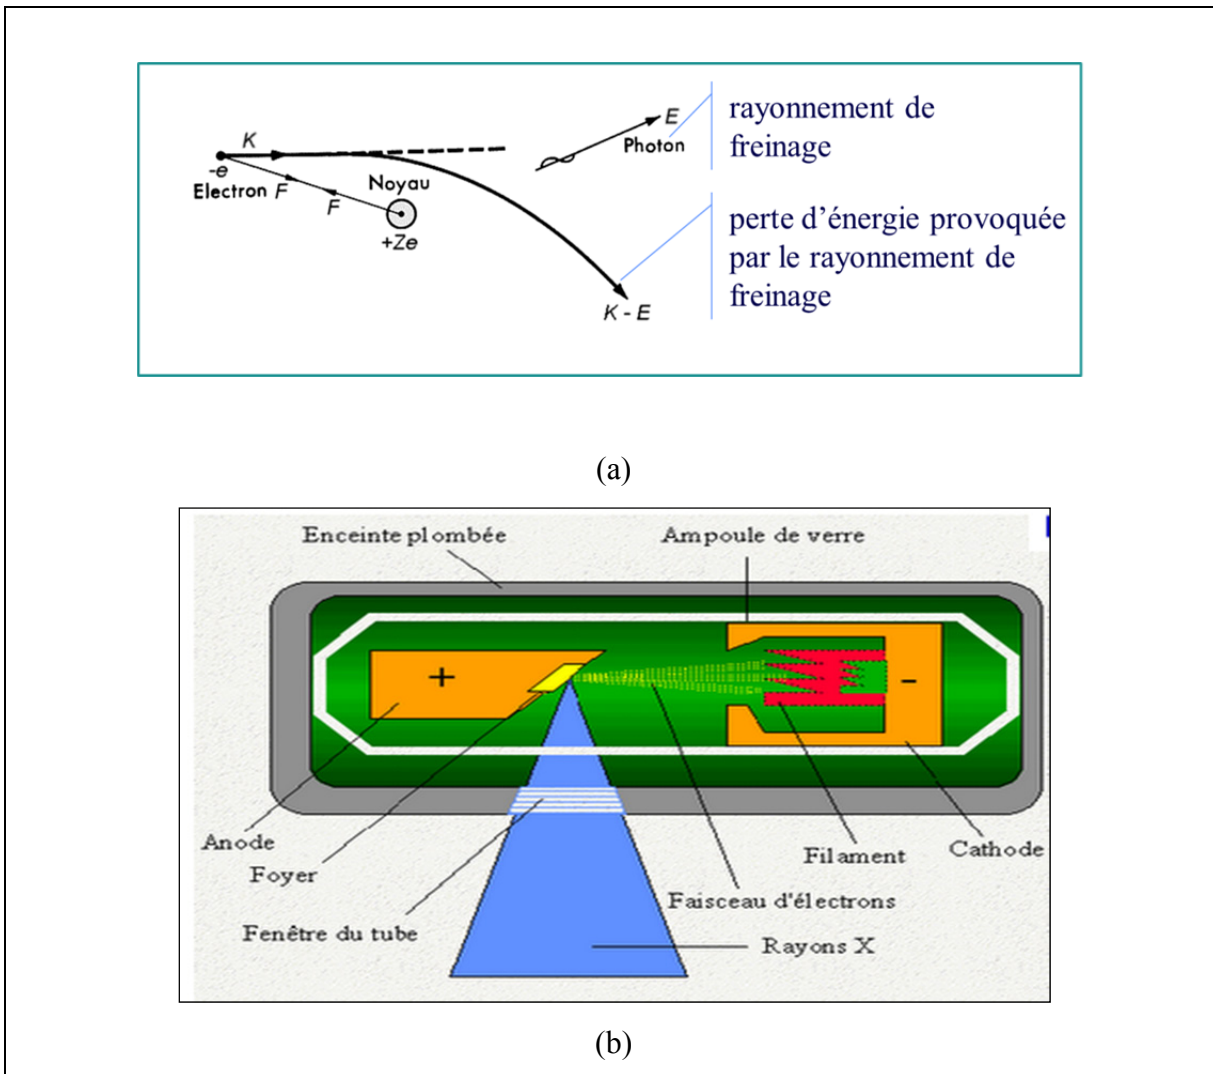 K
-e
Electron
F
F
Noyau
+Ze
E
Photon
K - E
rayonnement de
freinage
perte d’énergie provoquée
par le rayonnement de
freinage
(a)
Enceinte plombée
Ampoule de verre
+
-
Anode
Foyer
Fenêtre du tube
Filament
Cathode
Faisceau d'électrons
Rayons X
(b)